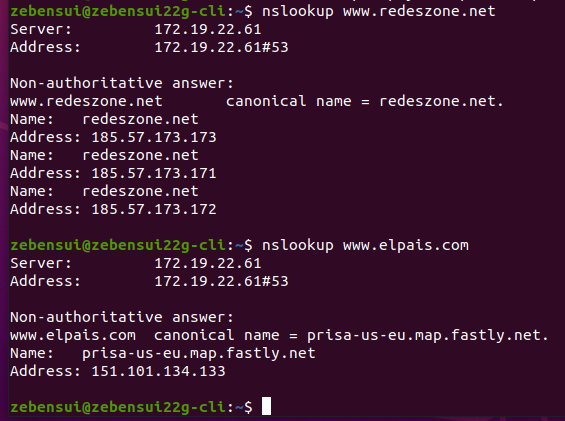 zebensui@zebensui22g-cli:~$ nslookup www.redeszone.net
Server: 172.19.22.61
Address: 172.19.22.61#53
Non-authoritative answer:
www.redeszone.net canonical name = redeszone.net.
Name: redeszone.net
Address: 185.57.173.173
Name: redeszone.net
Address: 185.57.173.171
Name: redeszone.net
Address: 185.57.173.172
zebensui@zebensui22g-cli:~$ nslookup www.elpais.com
Server: 172.19.22.61
Address: 172.19.22.61#53
Non-authoritative answer:
www.elpais.com canonical name = prisa-us-eu.map.fastly.net.
Name: prisa-us-eu.map.fastly.net
Address: 151.101.134.133
zebensui@zebensui22g-cli:~$